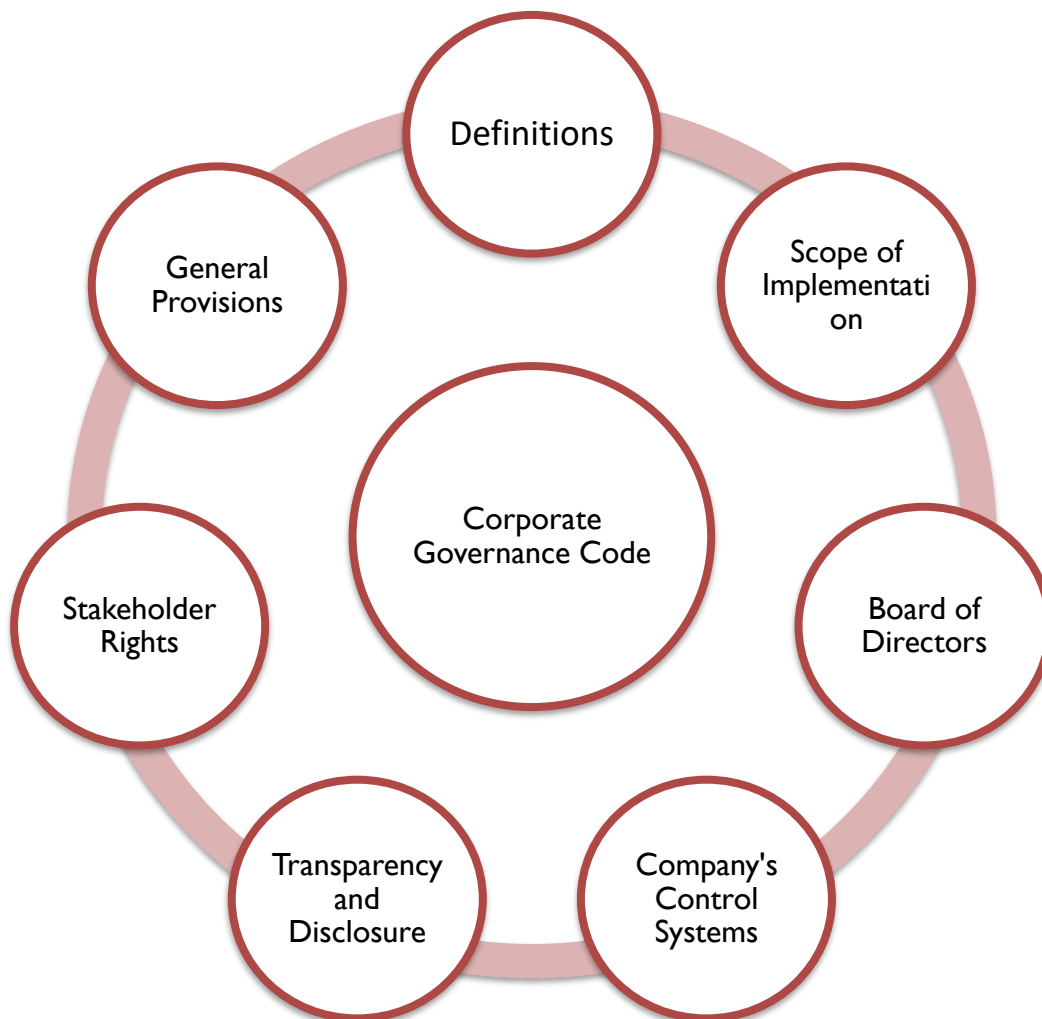 Definitions
Scope of
Implementati
on
Board of
Directors
Company's
Control
Systems
Transparency
and
Disclosure
Stakeholder
Rights
General
Provisions
Corporate
Governance Code